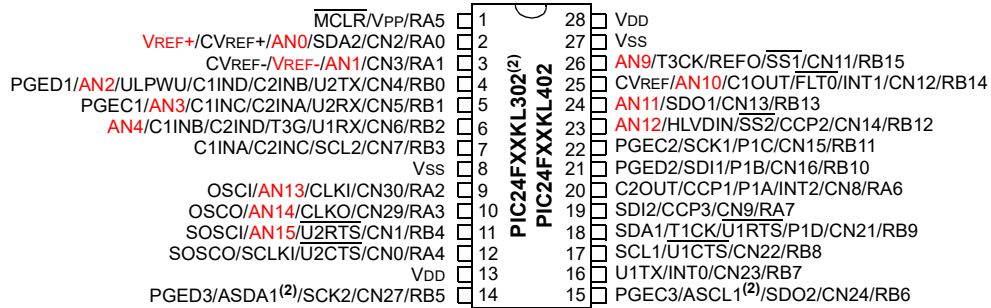 MCLR/VPP/RA5 1
VREF+/CVREF+/AN0/SDA2/CN2/RA0 2
CVREF-/VREF-/AN1/CN3/RA1 3
PGED1/AN2/ULPWU/C1IND/C2INB/U2TX/CN4/RB0 4
PGEC1/AN3/C1INC/C2INA/U2RX/CN5/RB1 5
AN4/C1INB/C2IND/T3G/U1RX/CN6/RB2 6
C1INA/C2INC/SCL2/CN7/RB3 7
VSS 8
OSCI/AN13/CLKI/CN30/RA2 9
OSCO/AN14/CLKO/CN29/RA3 10
SOSCI/AN15/U2RTS/CN1/RB4 11
SOSCO/SCLKI/U2CTS/CN0/RA4 12
VDD 13
PGED3/ASDA1(2)/SCK2/CN27/RB5 14
PIC24FXXKL302(2)
PIC24FXXKL402
28 VDD
27 VSS
26 AN9/T3CK/REFO/SS1/CN11/RB15
25 CVREF/AN10/C1OUT/FLT0/INT1/CN12/RB14
24 AN11/SDO1/CN13/RB13
23 AN12/HLVDIN/SS2/CCP2/CN14/RB12
22 PGEC2/SCK1/P1C/CN15/RB11
21 PGED2/SDI1/P1B/CN16/RB10
20 C2OUT/CCP1/P1A/INT2/CN8/RA6
19 SDI2/CCP3/CN9/RA7
18 SDA1/T1CK/U1RTS/P1D/CN21/RB9
17 SCL1/U1CTS/CN22/RB8
16 U1TX/INT0/CN23/RB7
15 PGEC3/ASCL1(2)/SDO2/CN24/RB6